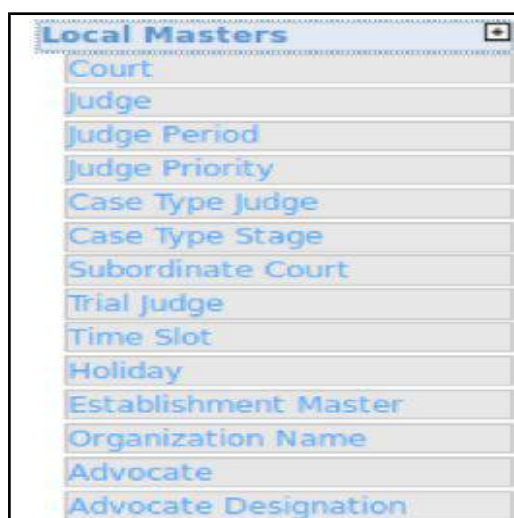 Local Masters
Court
Judge
Judge Period
Judge Priority
Case Type Judge
Case Type Stage
Subordinate Court
Trial Judge
Time Slot
Holiday
Establishment Master
Organization Name
Advocate
Advocate Designation